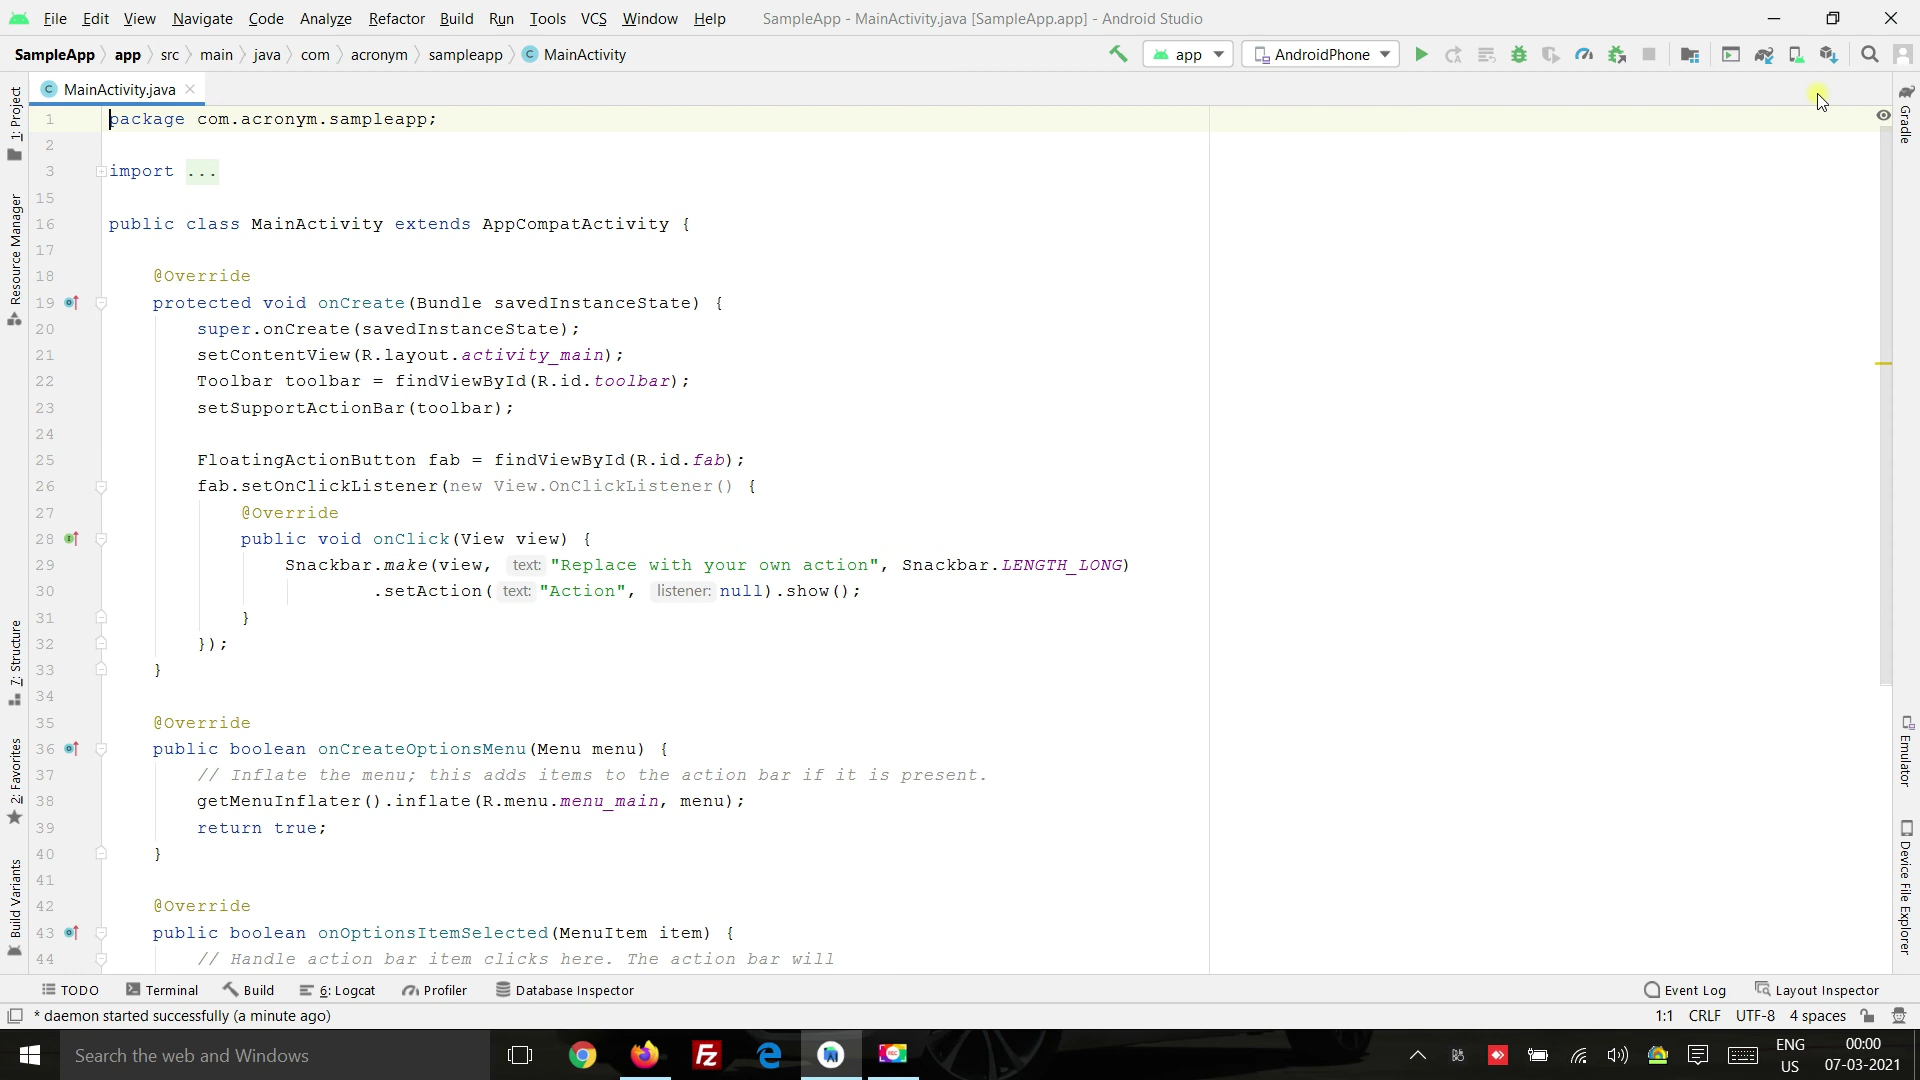 File Edit View Navigate Code Analyze Refactor Build Run Tools VCS Window Help SampleApp - MainActivity.java [SampleApp.app] - Android Studio
SampleApp app src main java com acronym sampleapp C MainActivity app AndroidPhone
C MainActivity.java
1: Project
Resource Manager
7: Structure
2: Favorites
Build Variants
1 package com.acronym.sampleapp;
2
3 import ...
15
16 public class MainActivity extends AppCompatActivity {
17
18 @Override
19 protected void onCreate(Bundle savedInstanceState) {
20 super.onCreate(savedInstanceState);
21 setContentView(R.layout.activity_main);
22 Toolbar toolbar = findViewById(R.id.toolbar);
23 setSupportActionBar(toolbar);
24
25 FloatingActionButton fab = findViewById(R.id.fab);
26 fab.setOnClickListener(new View.OnClickListener() {
27 @Override
28 public void onClick(View view) {
29 Snackbar.make(view, text: "Replace with your own action", Snackbar.LENGTH_LONG)
30 .setAction( text: "Action", listener: null).show();
31 }
32 });
33 }
34
35 @Override
36 public boolean onCreateOptionsMenu(Menu menu) {
37 // Inflate the menu; this adds items to the action bar if it is present.
38 getMenuInflater().inflate(R.menu.menu_main, menu);
39 return true;
40 }
41
42 @Override
43 public boolean onOptionsItemSelected(MenuItem item) {
44 // Handle action bar item clicks here. The action bar will
Gradle
Emulator
Device File Explorer
TODO Terminal Build 6: Logcat Profiler Database Inspector Event Log Layout Inspector
* daemon started successfully (a minute ago) 1:1 CRLF UTF-8 4 spaces
Search the web and Windows
ENG
US
00:00
07-03-2021